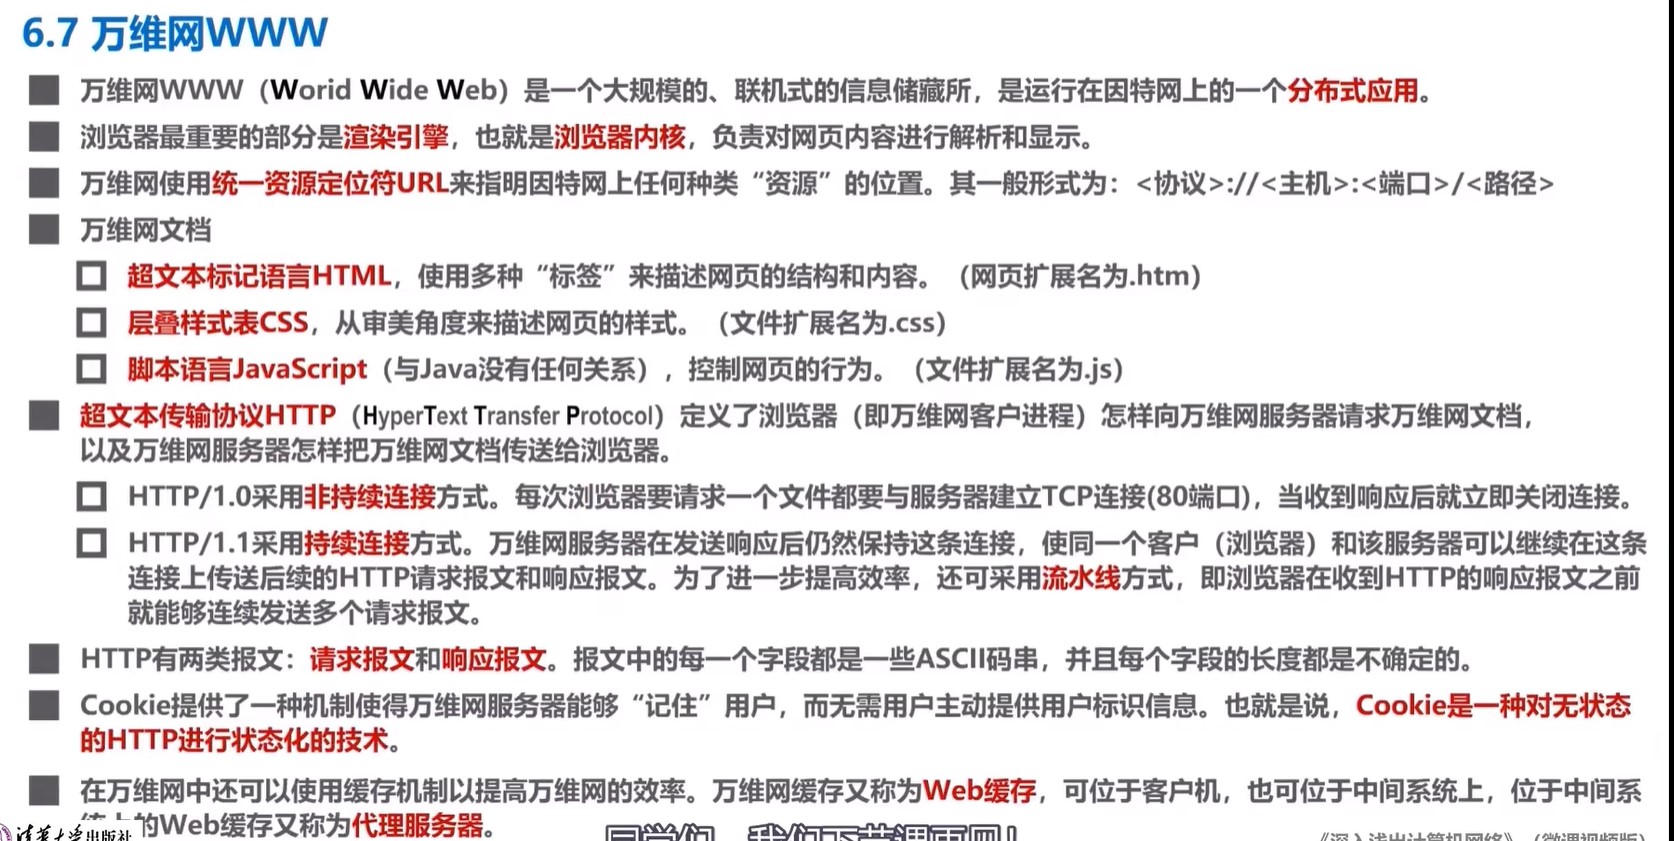 6.7 万维网WWW
万维网WWW（Worid Wide Web）是一个大规模的、联机式的信息储藏所，是运行在因特网上的一个分布式应用。
浏览器最重要的部分是渲染引擎，也就是浏览器内核，负责对网页内容进行解析和显示。
万维网使用统一资源定位符URL来指明因特网上任何种类“资源”的位置。其一般形式为：<协议>://<主机>:<端口>/<路径>
万维网文档
超文本标记语言HTML，使用多种“标签”来描述网页的结构和内容。（网页扩展名为.htm）
层叠样式表CSS，从审美角度来描述网页的样式。（文件扩展名为.css）
脚本语言JavaScript（与Java没有任何关系），控制网页的行为。（文件扩展名为.js）
超文本传输协议HTTP（HyperText Transfer Protocol）定义了浏览器（即万维网客户进程）怎样向万维网服务器请求万维网文档，
以及万维网服务器怎样把万维网文档传送给浏览器。
HTTP/1.0采用非持续连接方式。每次浏览器要请求一个文件都要与服务器建立TCP连接(80端口)，当收到响应后就立即关闭连接。
HTTP/1.1采用持续连接方式。万维网服务器在发送响应后仍然保持这条连接，使同一个客户（浏览器）和该服务器可以继续在这条
连接上传送后续的HTTP请求报文和响应报文。为了进一步提高效率，还可采用流水线方式，即浏览器在收到HTTP的响应报文之前
就能够连续发送多个请求报文。
HTTP有两类报文：请求报文和响应报文。报文中的每一个字段都是一些ASCII码串，并且每个字段的长度都是不确定的。
Cookie提供了一种机制使得万维网服务器能够“记住”用户，而无需用户主动提供用户标识信息。也就是说，Cookie是一种对无状态
的HTTP进行状态化的技术。
在万维网中还可以使用缓存机制以提高万维网的效率。万维网缓存又称为Web缓存，可位于客户机，也可位于中间系统上，位于中间系
统上的Web缓存又称为代理服务器。
清华大学出版社
同学们，我们下节课再见！
《深入浅出计算机网络》（微课视频版）